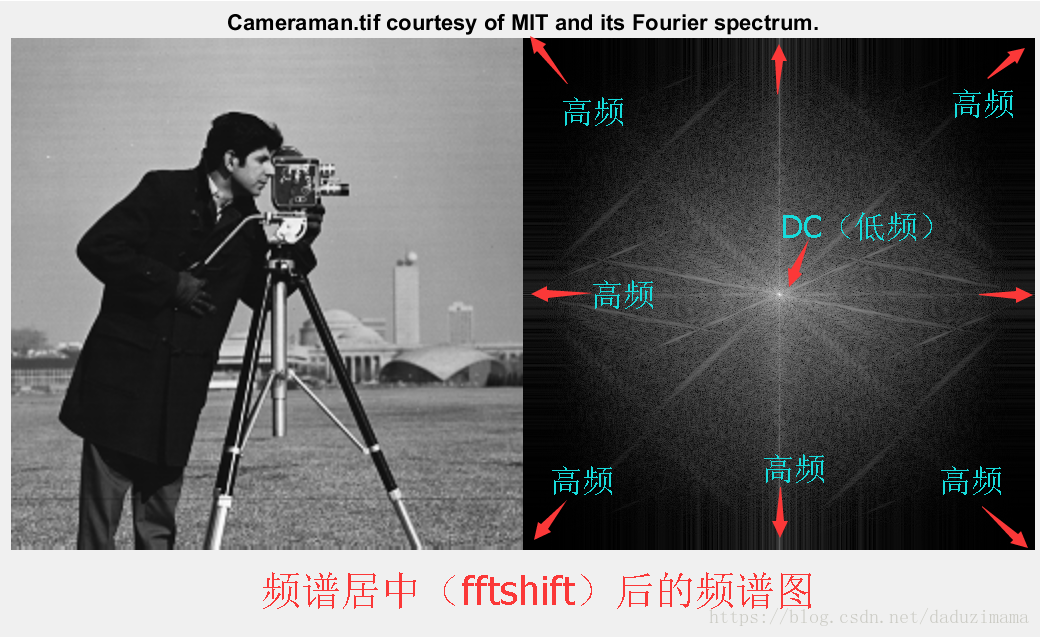 Cameraman.tif courtesy of MIT and its Fourier spectrum.
高频
高频
DC（低频）
高频
高频
高频
高频
频谱居中（fftshift）后的频谱图
https://blog.csdn.net/daduzimama